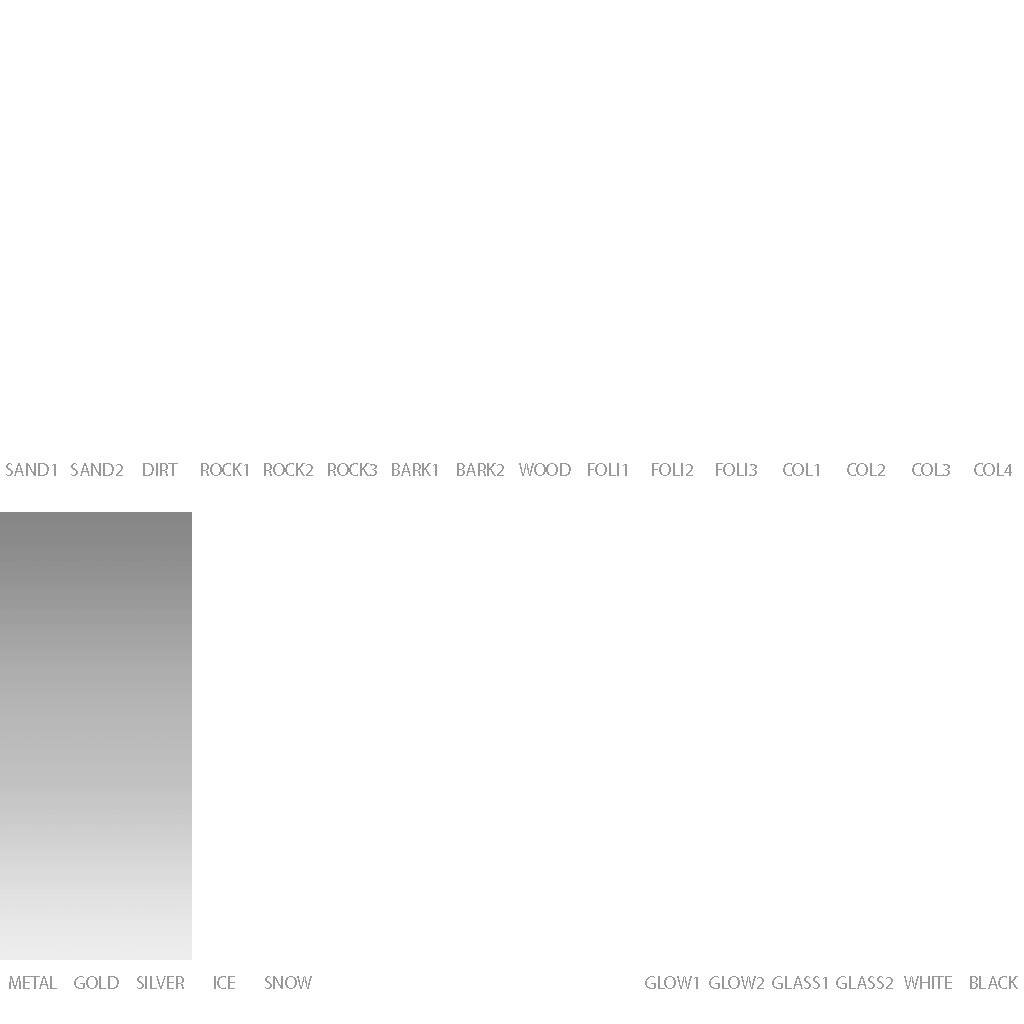 SAND1 SAND2 DIRT ROCK1 ROCK2 ROCK3 BARK1 BARK2 WOOD FOLI1 FOLI2 FOLI3 COL1 COL2 COL3 COL4
METAL GOLD SILVER ICE SNOW GLOW1 GLOW2 GLASS1 GLASS2 WHITE BLACK